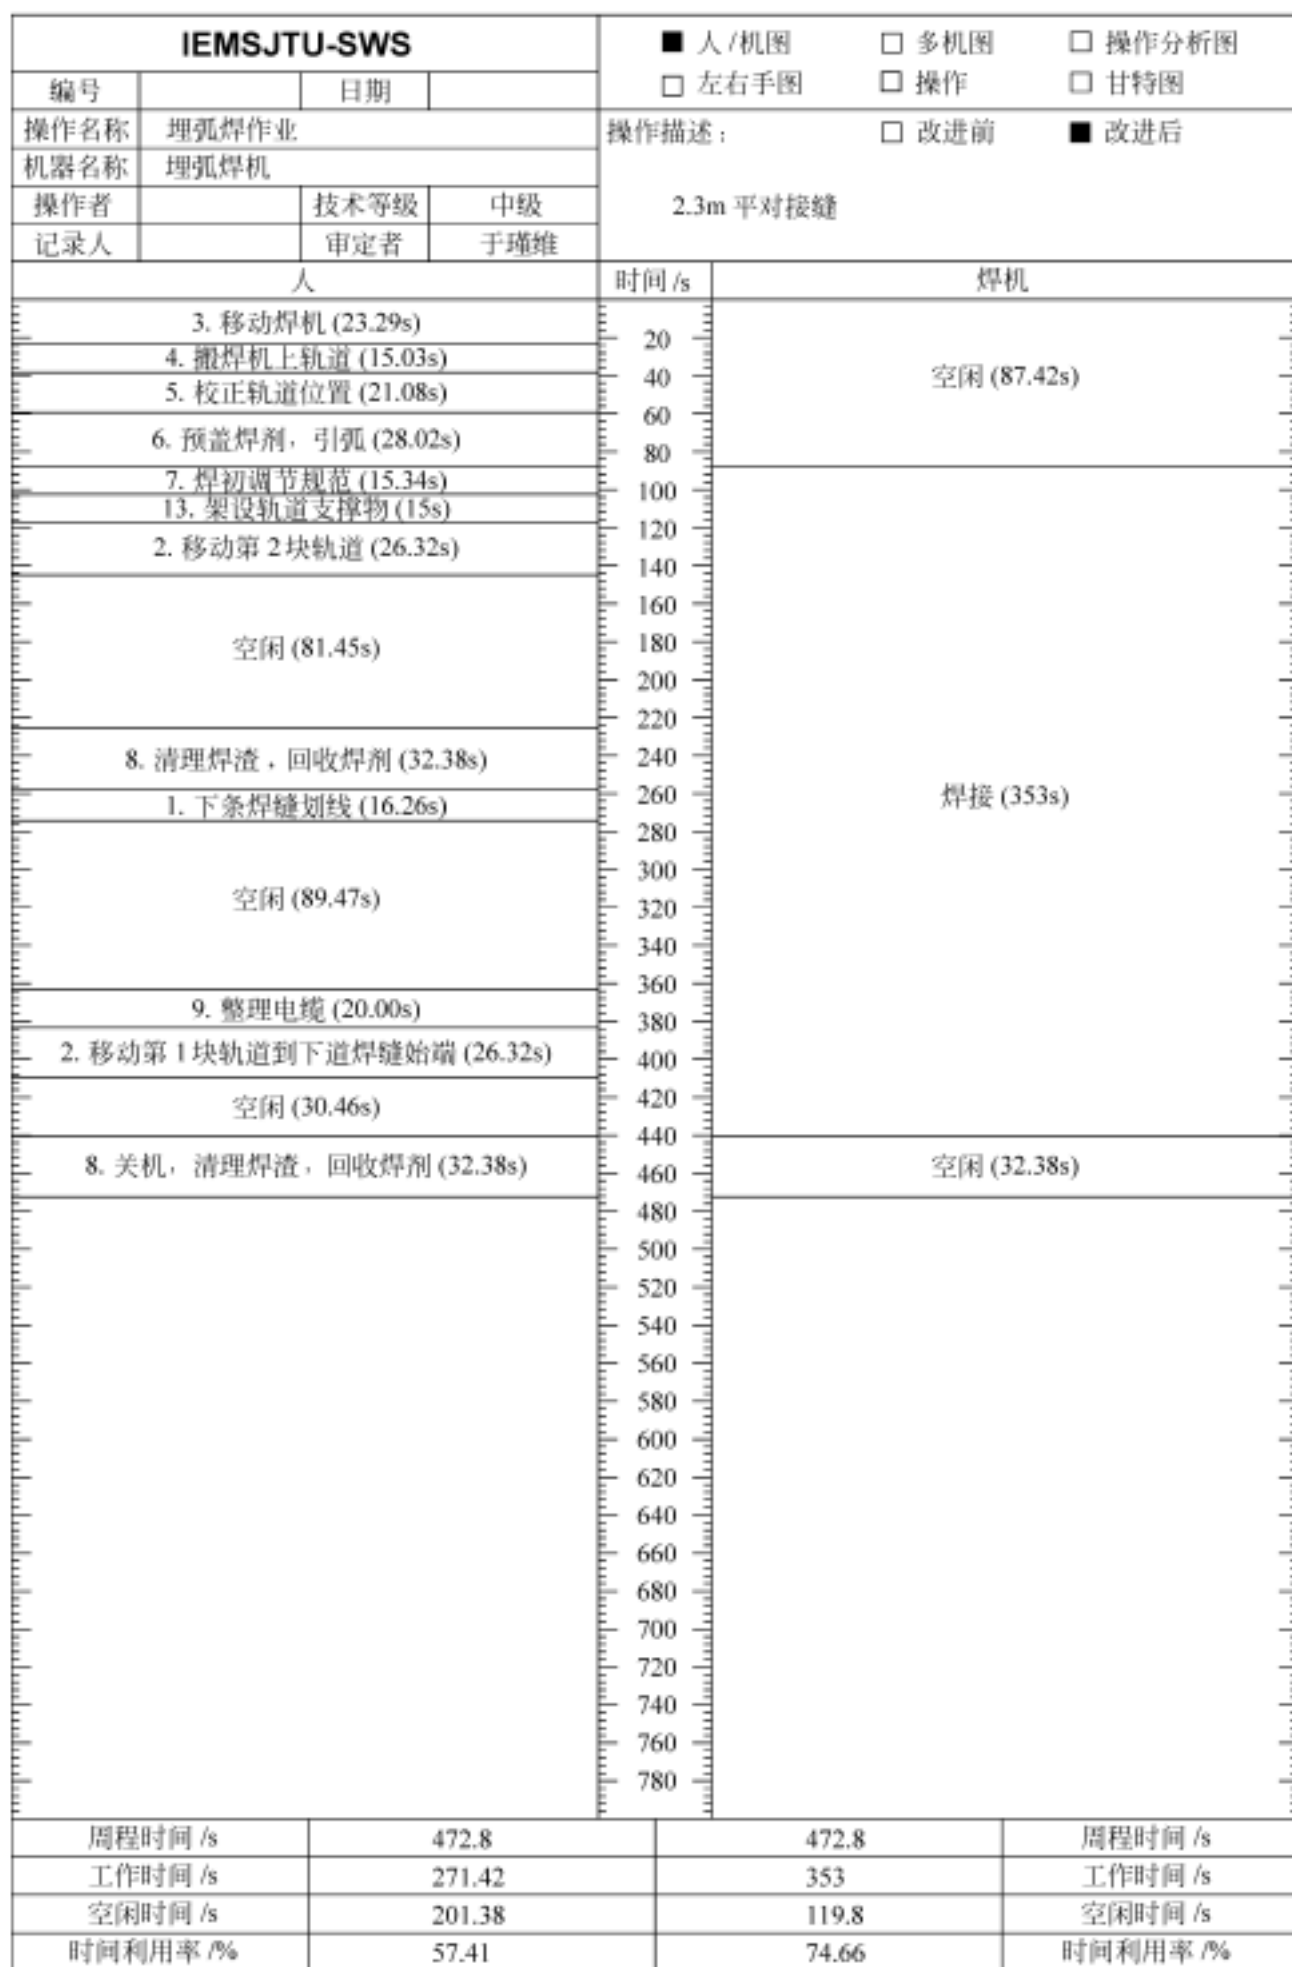 IEMSJTU-SWS
■ 人/机图 □ 多机图 □ 操作分析图
□ 左右手图 □ 操作 □ 甘特图
编号 日期
操作名称 埋弧焊作业
操作描述: □ 改进前 ■ 改进后
机器名称 埋弧焊机
操作者 技术等级 中级
2.3m 平对接缝
记录人 审定者 于瑾维
人 时间/s 焊机
3. 移动焊机 (23.29s)
20
4. 搬焊机上轨道 (15.03s)
40
空闲 (87.42s)
5. 校正轨道位置 (21.08s)
60
6. 预盖焊剂,引弧 (28.02s)
80
7. 焊初调节规范 (15.34s)
100
13. 架设轨道支撑物 (15s)
120
2. 移动第 2 块轨道 (26.32s)
140
160
空闲 (81.45s)
180
200
220
8. 清理焊渣,回收焊剂 (32.38s)
240
260
焊接 (353s)
1. 下条焊缝划线 (16.26s)
280
300
空闲 (89.47s)
320
340
360
9. 整理电缆 (20.00s)
380
2. 移动第 1 块轨道到下道焊缝始端 (26.32s)
400
420
空闲 (30.46s)
440
8. 关机,清理焊渣,回收焊剂 (32.38s)
460
空闲 (32.38s)
480
500
520
540
560
580
600
620
640
660
680
700
720
740
760
780
周程时间 /s 472.8 472.8 周程时间 /s
工作时间 /s 271.42 353 工作时间 /s
空闲时间 /s 201.38 119.8 空闲时间 /s
时间利用率 /% 57.41 74.66 时间利用率 /%